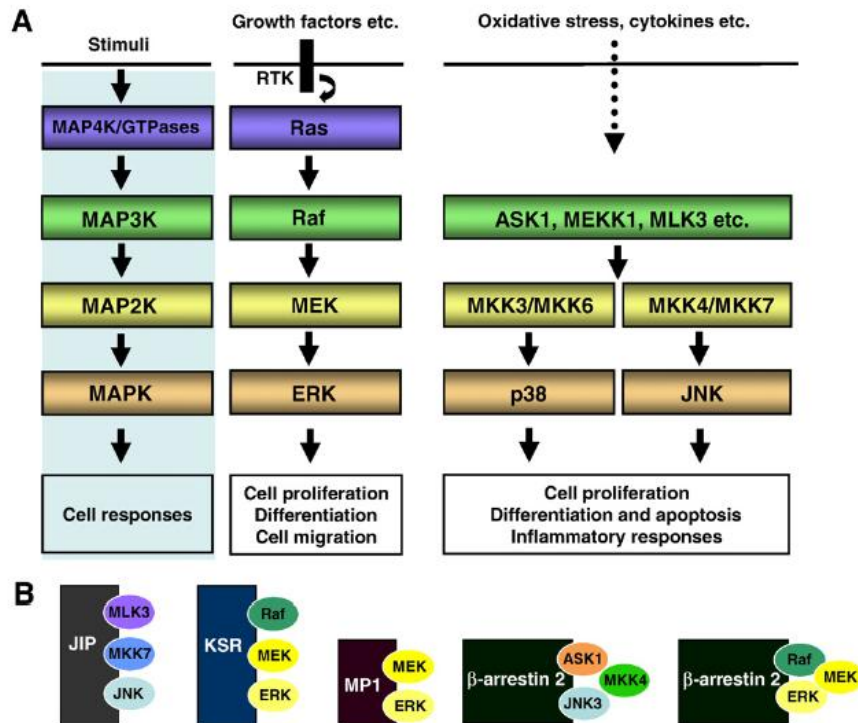 A
Stimuli
Growth factors etc.
Oxidative stress, cytokines etc.
RTK
MAP4K/GTPases
Ras
MAP3K
Raf
ASK1, MEKK1, MLK3 etc.
MAP2K
MEK
MKK3/MKK6
MKK4/MKK7
MAPK
ERK
p38
JNK
Cell responses
Cell proliferation
Differentiation
Cell migration
Cell proliferation
Differentiation and apoptosis
Inflammatory responses
B
JIP
MLK3
MKK7
JNK
KSR
Raf
MEK
ERK
MP1
MEK
ERK
β-arrestin 2
ASK1
MKK4
JNK3
β-arrestin 2
Raf
MEK
ERK